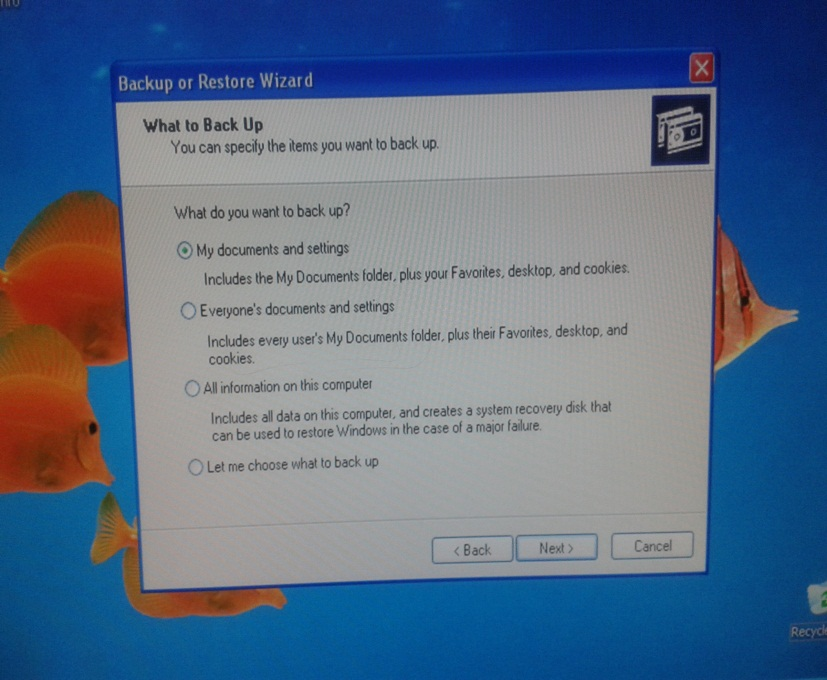 Backup or Restore Wizard
What to Back Up
You can specify the items you want to back up.
What do you want to back up?
My documents and settings
Includes the My Documents folder, plus your Favorites, desktop, and cookies.
Everyone's documents and settings
Includes every user's My Documents folder, plus their Favorites, desktop, and
cookies.
All information on this computer
Includes all data on this computer, and creates a system recovery disk that
can be used to restore Windows in the case of a major failure.
Let me choose what to back up
< Back Next > Cancel